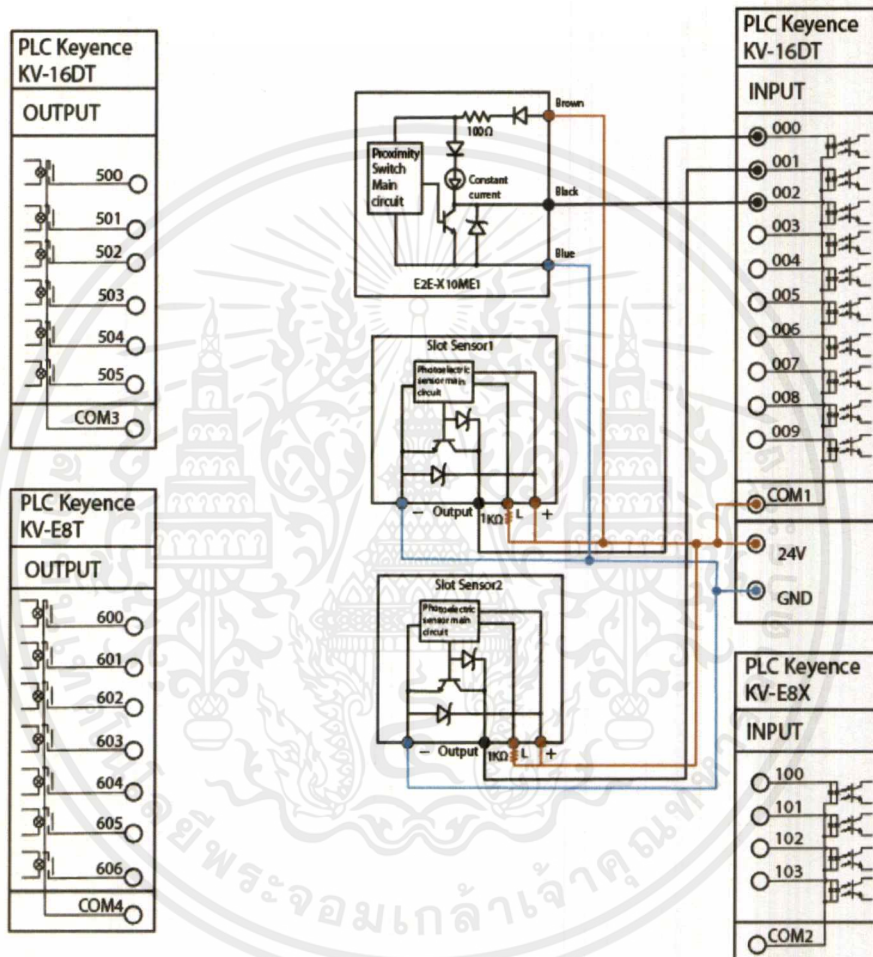 PLC Keyence
KV-16DT
OUTPUT
500
501
502
503
504
505
COM3
PLC Keyence
KV-E8T
OUTPUT
600
601
602
603
604
605
606
COM4
Brown
100Ω
Proximity
Switch
Main
circuit
Constant
current
Black
Blue
E2E-X10ME1
Slot Sensor1
Photoelectric
sensor main
circuit
− Output 1KΩ L +
Slot Sensor2
Photoelectric
sensor main
circuit
− Output 1KΩ L +
PLC Keyence
KV-16DT
INPUT
000
001
002
003
004
005
006
007
008
009
COM1
24V
GND
PLC Keyence
KV-E8X
INPUT
100
101
102
103
COM2